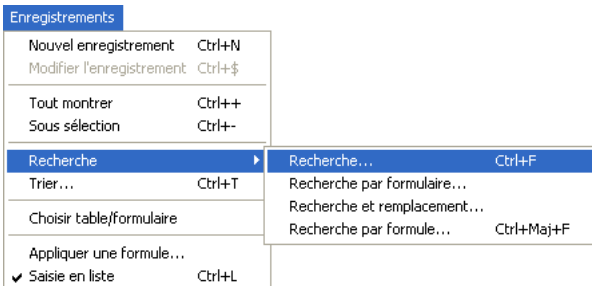 Enregistrements
Nouvel enregistrement Ctrl+N
Modifier l'enregistrement Ctrl+$
Tout montrer Ctrl++
Sous sélection Ctrl+-
Recherche
Trier... Ctrl+T
Choisir table/formulaire
Appliquer une formule...
Saisie en liste Ctrl+L
Recherche... Ctrl+F
Recherche par formulaire...
Recherche et remplacement...
Recherche par formule... Ctrl+Maj+F